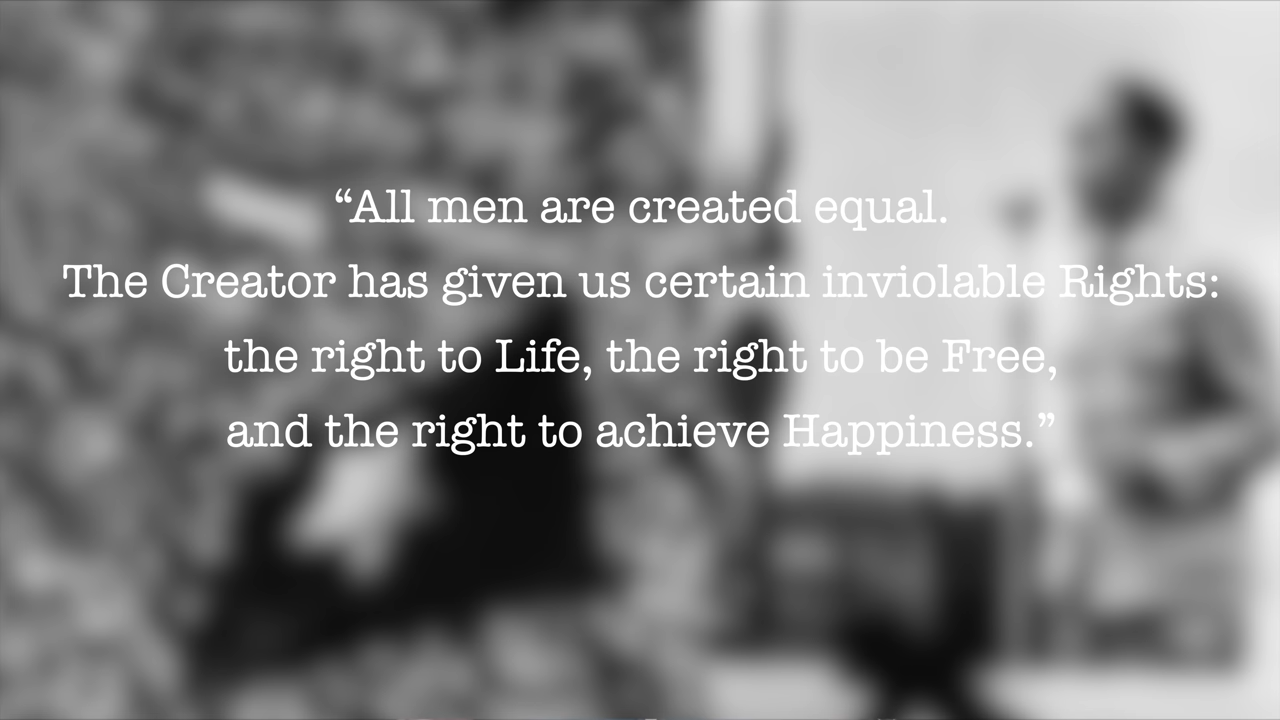 “All men are created equal.
The Creator has given us certain inviolable Rights:
the right to Life, the right to be Free,
and the right to achieve Happiness.”